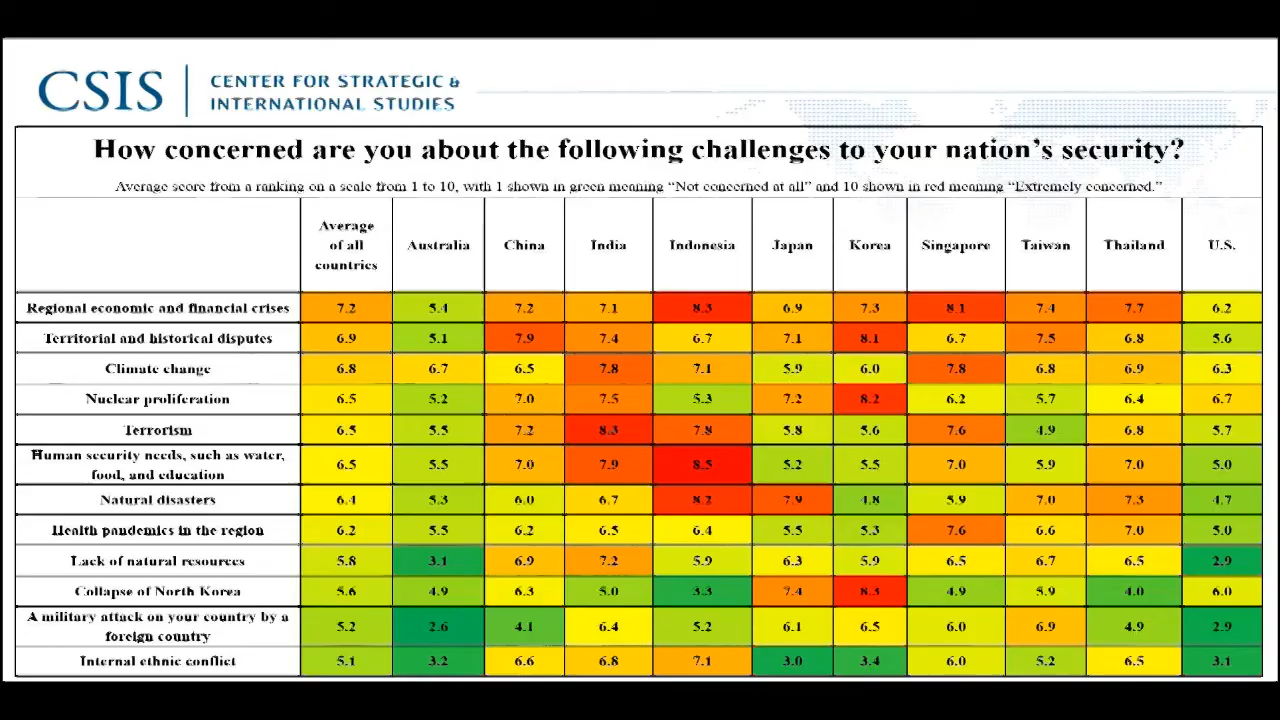 CSIS
CENTER FOR STRATEGIC &
INTERNATIONAL STUDIES
How concerned are you about the following challenges to your nation's security?
Average score from a ranking on a scale from 1 to 10, with 1 shown in green meaning "Not concerned at all" and 10 shown in red meaning "Extremely concerned."
Average
of all
countries
Australia China India Indonesia Japan Korea Singapore Taiwan Thailand U.S.
Regional economic and financial crises 7.2 5.4 7.2 7.1 8.3 6.9 7.3 8.1 7.4 7.7 6.2
Territorial and historical disputes 6.9 5.1 7.9 7.4 6.7 7.1 8.1 6.7 7.5 6.8 5.6
Climate change 6.8 6.7 6.5 7.8 7.1 5.9 6.0 7.8 6.8 6.9 6.3
Nuclear proliferation 6.5 5.2 7.0 7.5 5.3 7.2 8.2 6.2 5.7 6.4 6.7
Terrorism 6.5 5.5 7.2 8.3 7.8 5.8 5.6 7.6 4.9 6.8 5.7
Human security needs, such as water,
food, and education 6.5 5.5 7.0 7.9 8.5 5.2 5.5 7.0 5.9 7.0 5.0
Natural disasters 6.4 5.3 6.0 6.7 8.2 7.9 4.8 5.9 7.0 7.3 4.7
Health pandemics in the region 6.2 5.5 6.2 6.5 6.4 5.5 5.3 7.6 6.6 7.0 5.0
Lack of natural resources 5.8 3.1 6.9 7.2 5.9 6.3 5.9 6.5 6.7 6.5 2.9
Collapse of North Korea 5.6 4.9 6.3 5.0 3.3 7.4 8.3 4.9 5.9 4.0 6.0
A military attack on your country by a
foreign country 5.2 2.6 4.1 6.4 5.2 6.1 6.5 6.0 6.9 4.9 2.9
Internal ethnic conflict 5.1 3.2 6.6 6.8 7.1 3.0 3.4 6.0 5.2 6.5 3.1